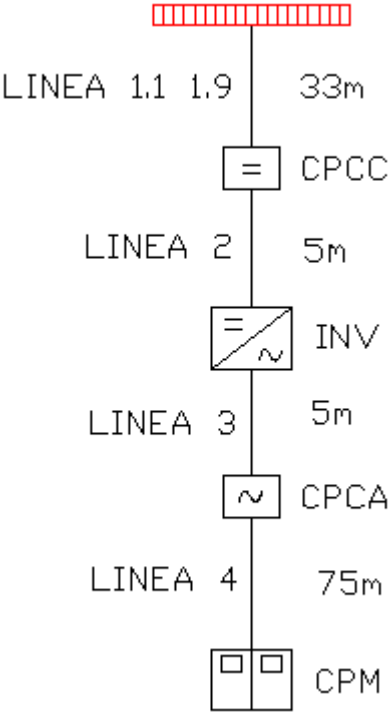 LINEA 1.1 1.9 33m
= CPCC
LINEA 2 5m
= ~ INV
LINEA 3 5m
~ CPCA
LINEA 4 75m
CPM